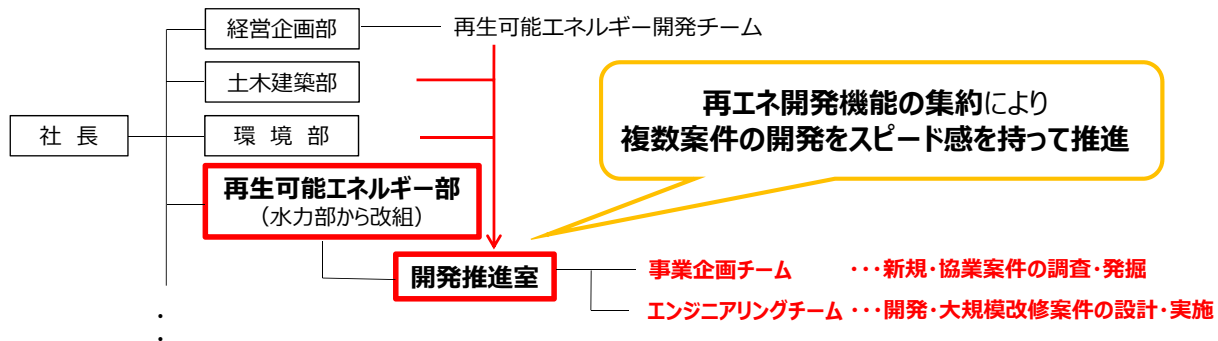 経営企画部
再生可能エネルギー開発チーム
土木建築部
社 長
環 境 部
再エネ開発機能の集約により
複数案件の開発をスピード感を持って推進
再生可能エネルギー部
（水力部から改組）
開発推進室
事業企画チーム ・・・新規・協業案件の調査・発掘
エンジニアリングチーム ・・・開発・大規模改修案件の設計・実施
・
・